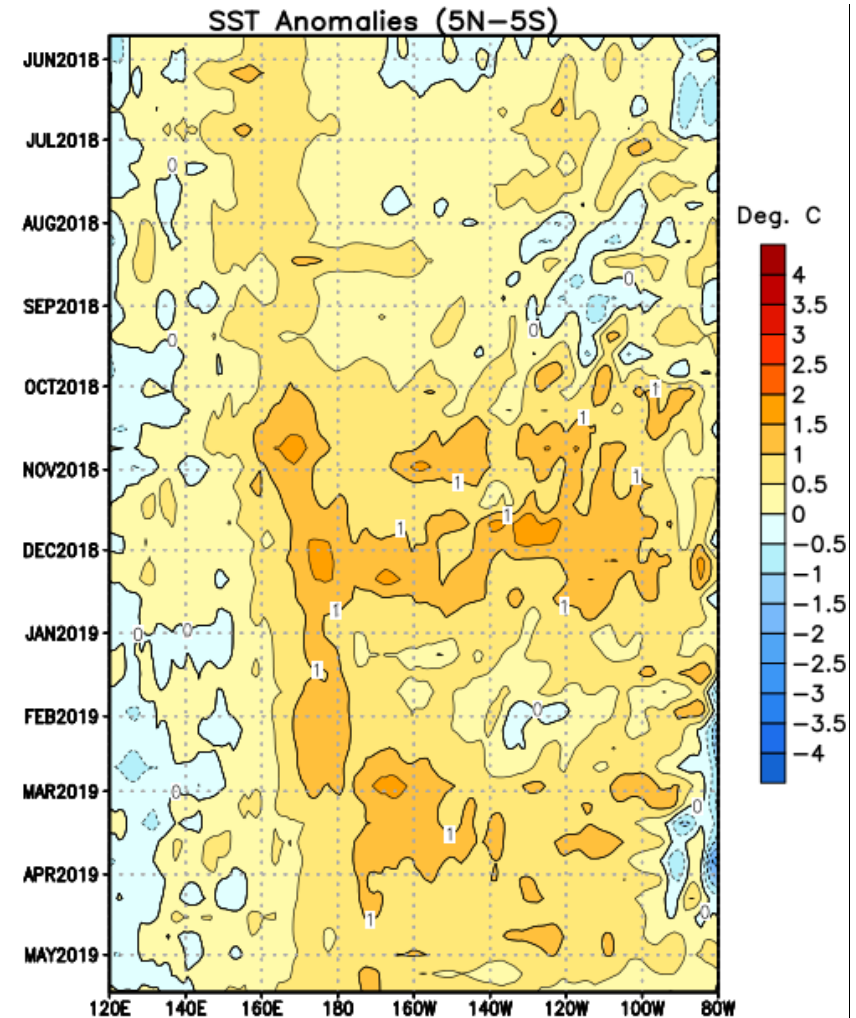 SST Anomalies (5N−5S)
JUN2018
JUL2018
0
AUG2018
Deg. C
0
SEP2018
0
0
OCT2018
1
1
NOV2018
1
1
1
1
DEC2018
1
1
JAN2019
0
0
1
FEB2019
0
MAR2019
0
0
1
APR2019
0
1
MAY2019
120E 140E 160E 180 160W 140W 120W 100W 80W
4
3.5
3
2.5
2
1.5
1
0.5
0
−0.5
−1
−1.5
−2
−2.5
−3
−3.5
−4